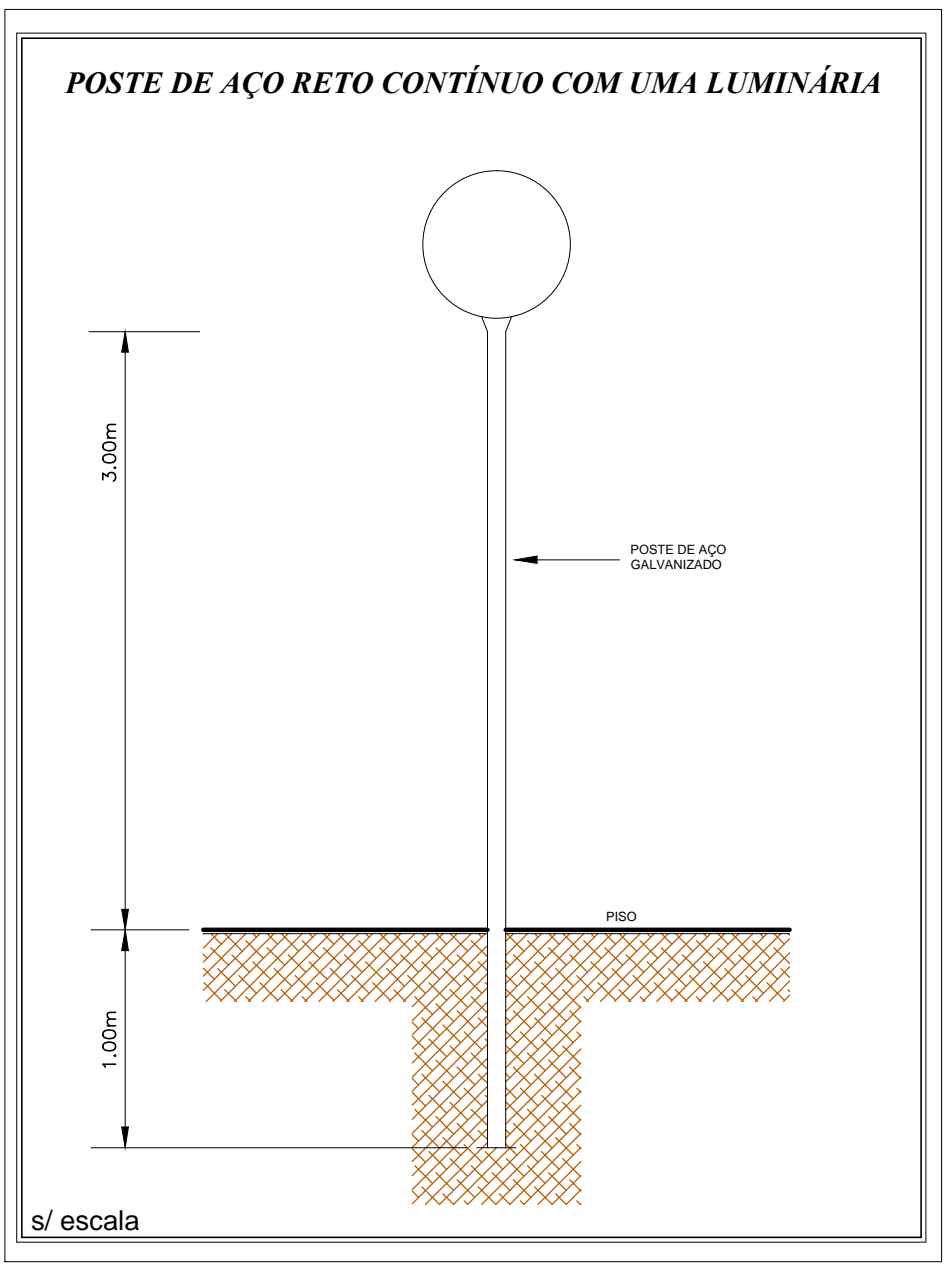 POSTE DE AÇO RETO CONTÍNUO COM UMA LUMINÁRIA
3.00m
POSTE DE AÇO
GALVANIZADO
PISO
1.00m
s/ escala